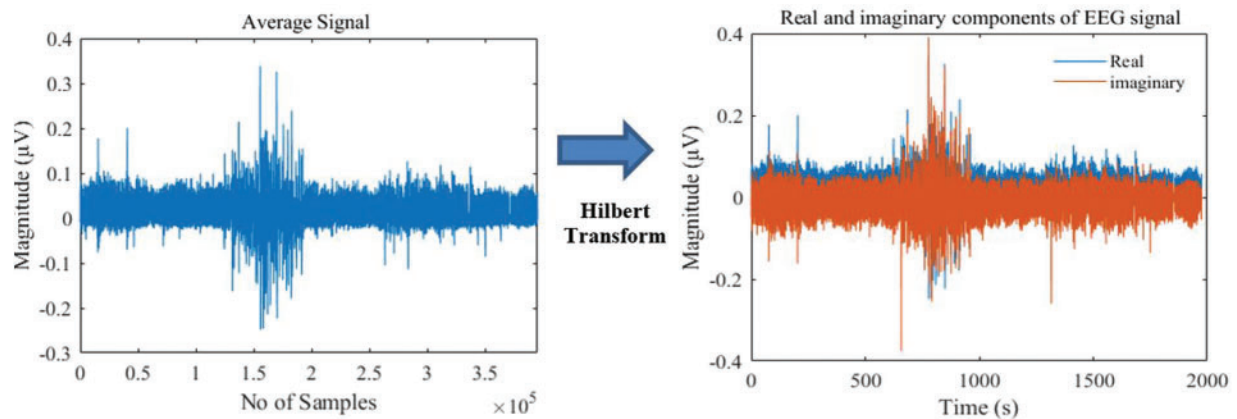 Average Signal
0.4
0.3
0.2
0.1
0
-0.1
-0.2
-0.3
Magnitude (µV)
0 0.5 1 1.5 2 2.5 3 3.5
×10⁵
No of Samples
Hilbert
Transform
Real and imaginary components of EEG signal
Real
imaginary
0.4
0.2
0
-0.2
-0.4
Magnitude (µV)
0 500 1000 1500 2000
Time (s)